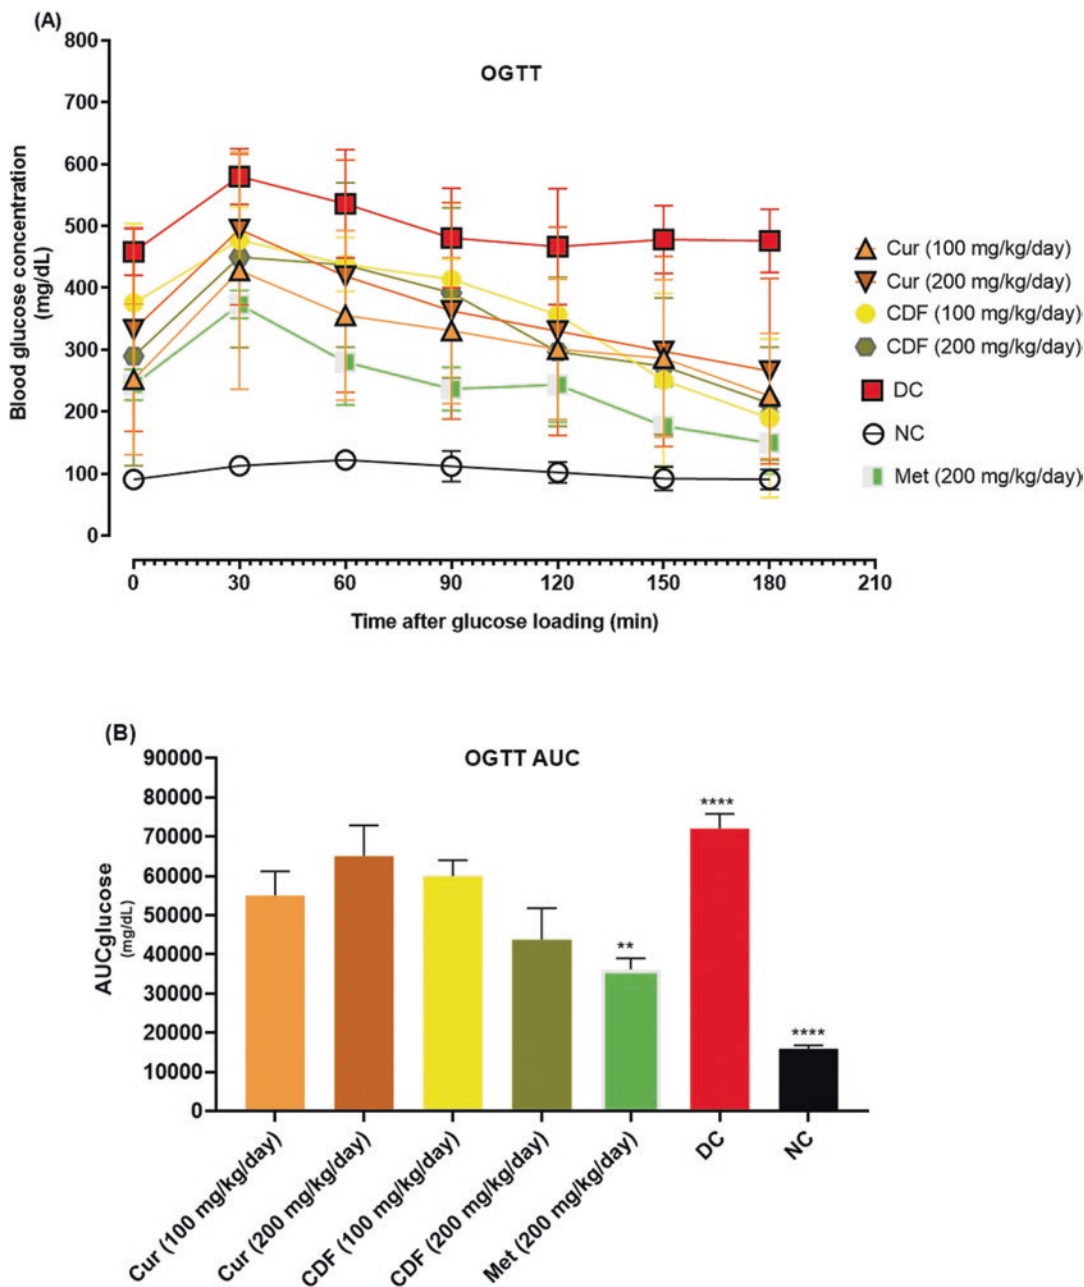 (A)
OGTT
Blood glucose concentration
(mg/dL)
800
700
600
500
400
300
200
100
0
0 30 60 90 120 150 180 210
Time after glucose loading (min)
Cur (100 mg/kg/day)
Cur (200 mg/kg/day)
CDF (100 mg/kg/day)
CDF (200 mg/kg/day)
DC
NC
Met (200 mg/kg/day)
(B)
OGTT AUC
AUCglucose
(mg/dL)
90000
80000
70000
60000
50000
40000
30000
20000
10000
0
**
****
****
Cur (100 mg/kg/day)
Cur (200 mg/kg/day)
CDF (100 mg/kg/day)
CDF (200 mg/kg/day)
Met (200 mg/kg/day)
DC
NC